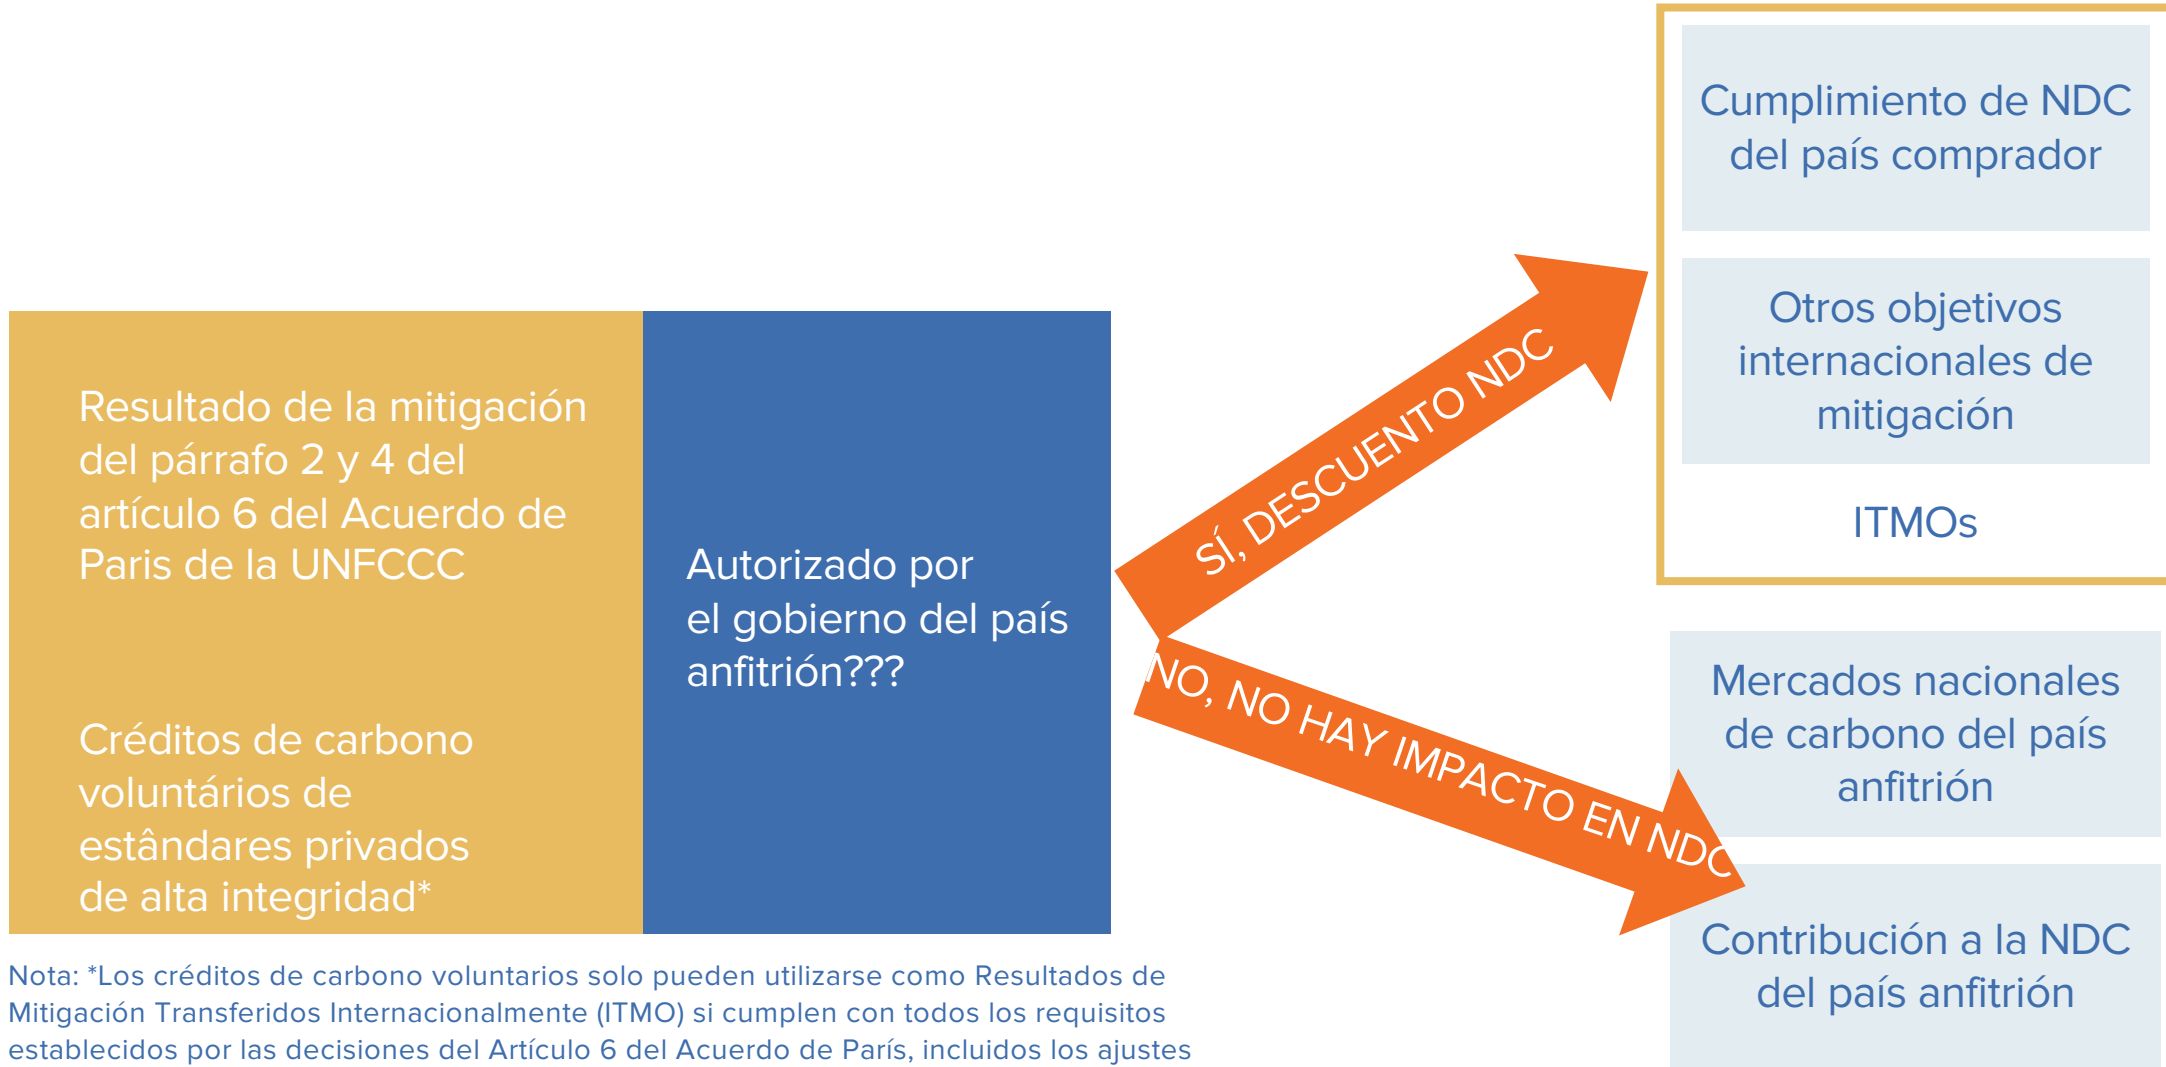 Resultado de la mitigación
del párrafo 2 y 4 del
artículo 6 del Acuerdo de
Paris de la UNFCCC
Créditos de carbono
voluntários de
estândares privados
de alta integridad*
Autorizado por
el gobierno del país
anfitrión???
SÍ, DESCUENTO NDC
NO, NO HAY IMPACTO EN NDC
Cumplimiento de NDC
del país comprador
Otros objetivos
internacionales de
mitigación
ITMOs
Mercados nacionales
de carbono del país
anfitrión
Contribución a la NDC
del país anfitrión
Nota: *Los créditos de carbono voluntarios solo pueden utilizarse como Resultados de
Mitigación Transferidos Internacionalmente (ITMO) si cumplen con todos los requisitos
establecidos por las decisiones del Artículo 6 del Acuerdo de París, incluidos los ajustes